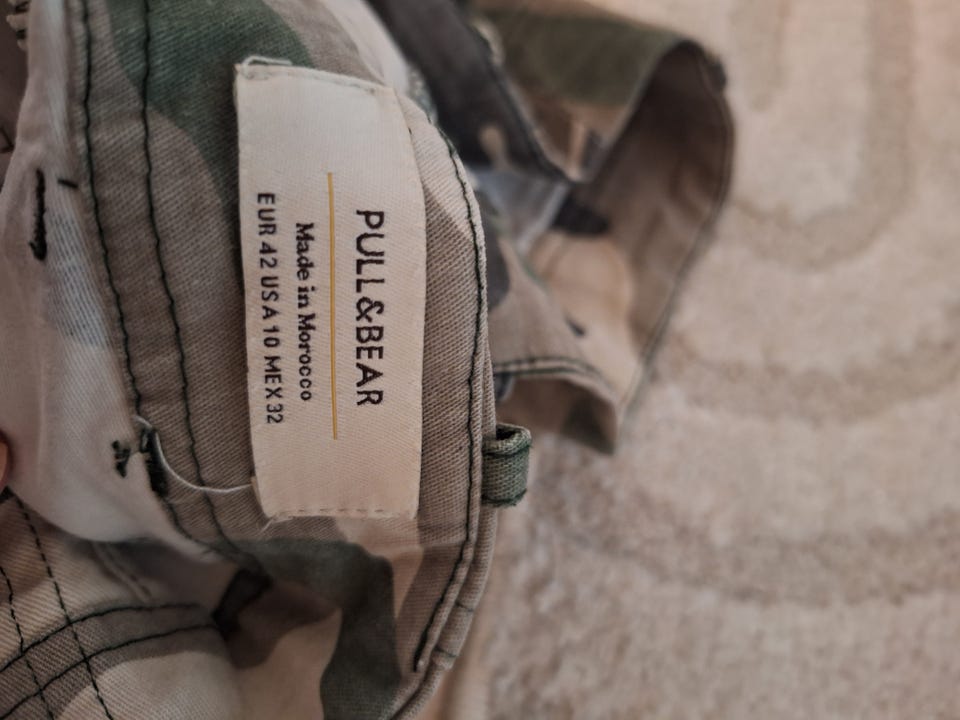 PULL&BEAR
Made in Morocco
EUR 42 USA 10 MEX 32